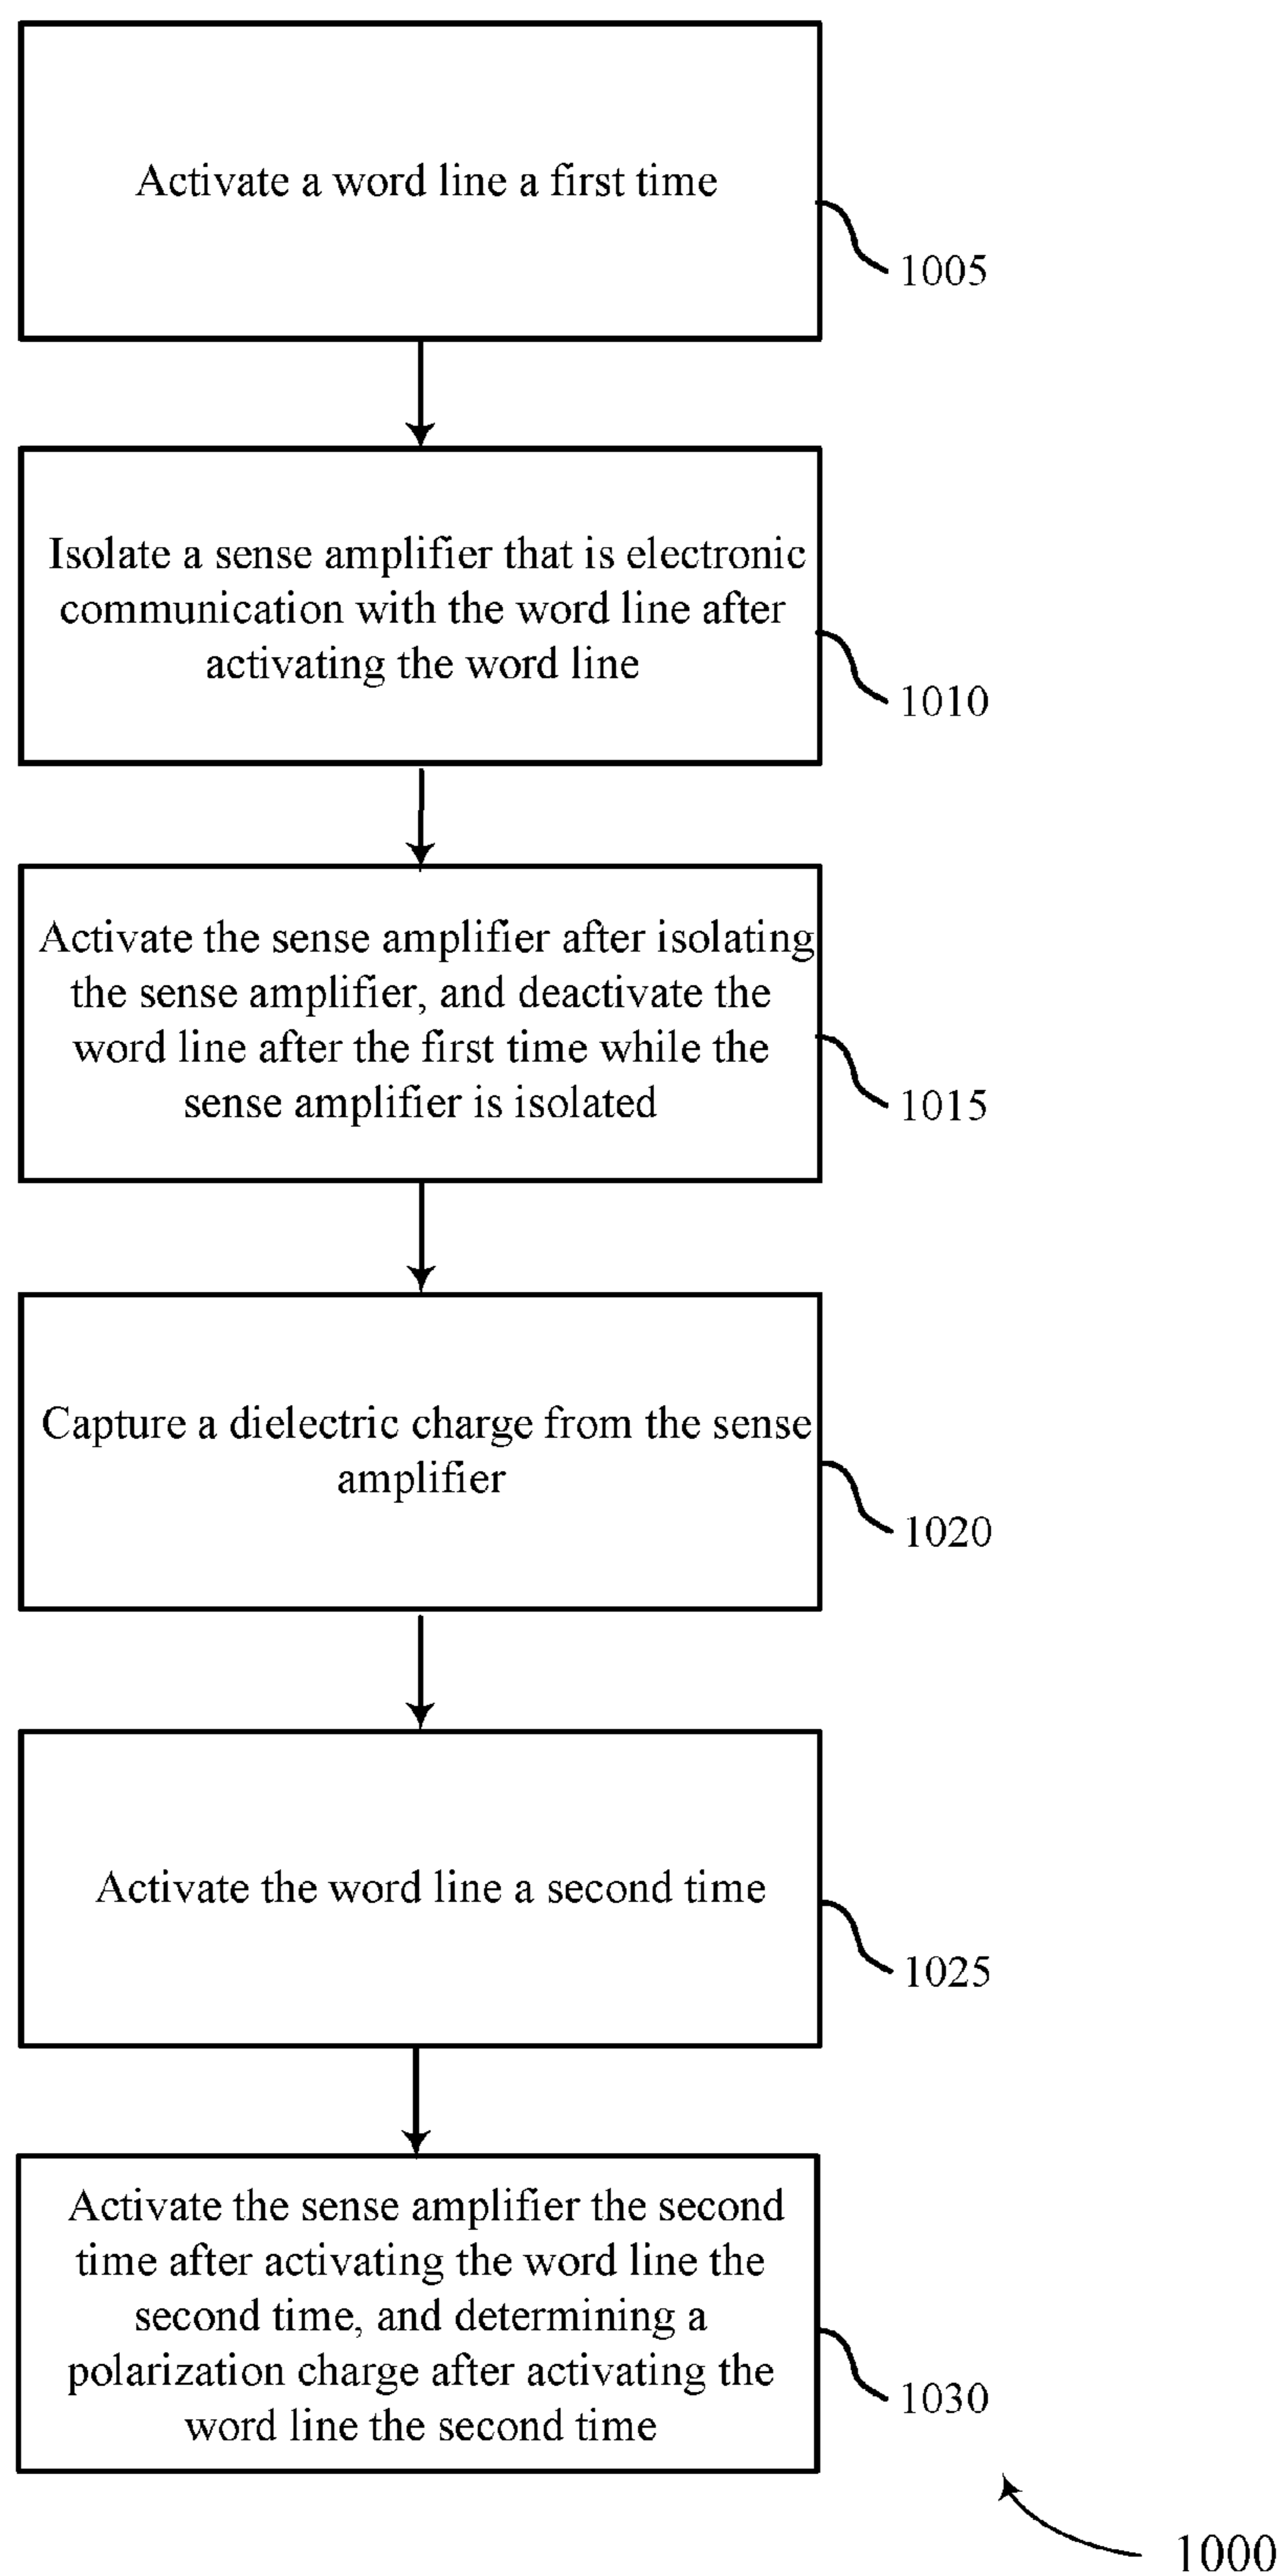 Activate a word line a first time
1005
Isolate a sense amplifier that is electronic
communication with the word line after
activating the word line
1010
Activate the sense amplifier after isolating
the sense amplifier, and deactivate the
word line after the first time while the
sense amplifier is isolated
1015
Capture a dielectric charge from the sense
amplifier
1020
Activate the word line a second time
1025
Activate the sense amplifier the second
time after activating the word line the
second time, and determining a
polarization charge after activating the
word line the second time
1030
1000